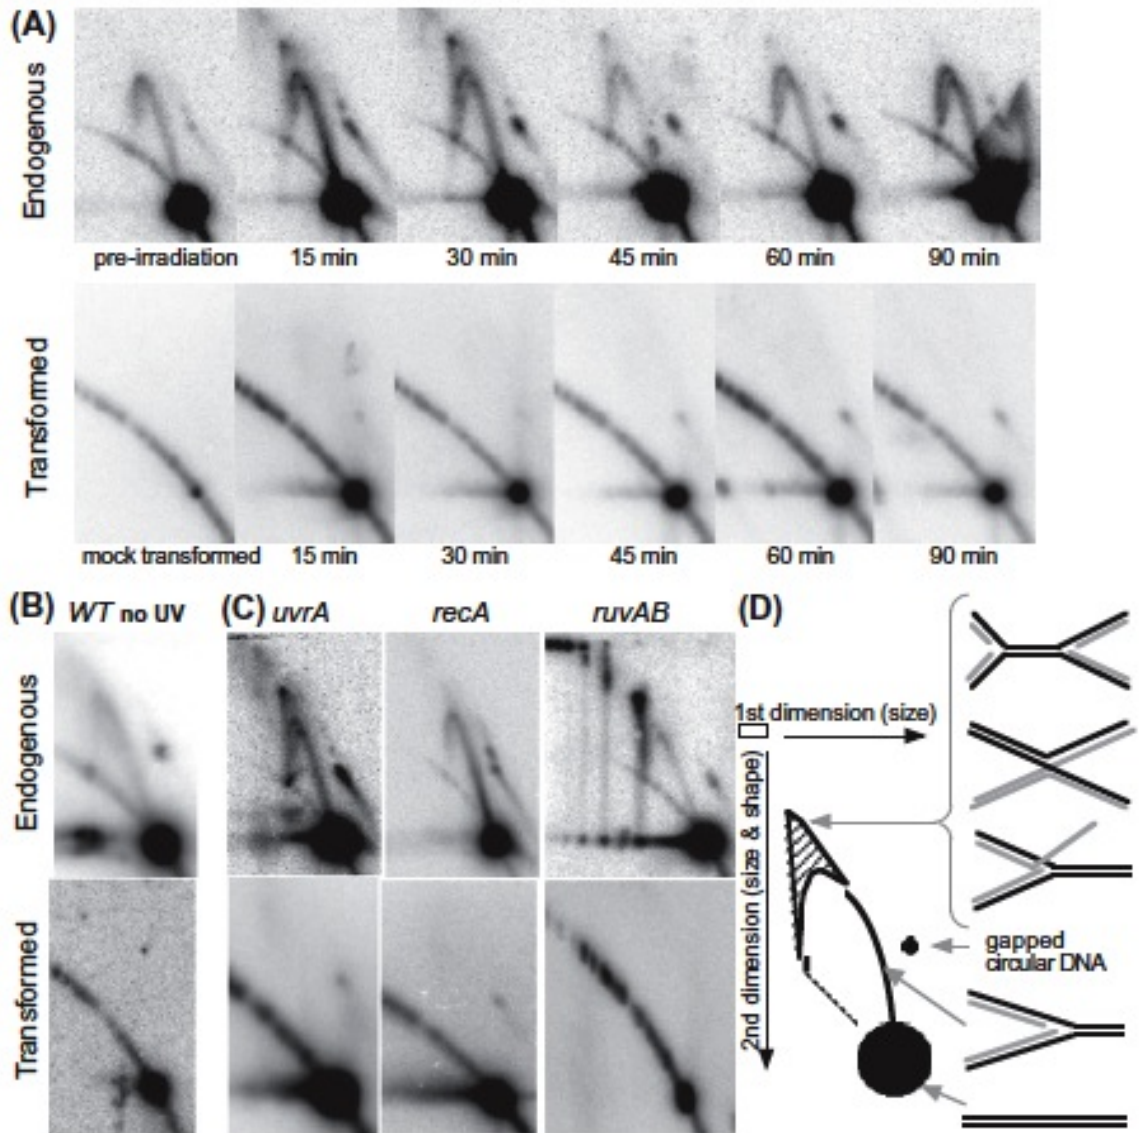 (A)
Endogenous
pre-irradiation 15 min 30 min 45 min 60 min 90 min
Transformed
mock transformed 15 min 30 min 45 min 60 min 90 min
(B) WT no UV (C) uvrA recA ruvAB (D)
Endogenous
Transformed
1st dimension (size)
2nd dimension (size & shape)
gapped
circular DNA